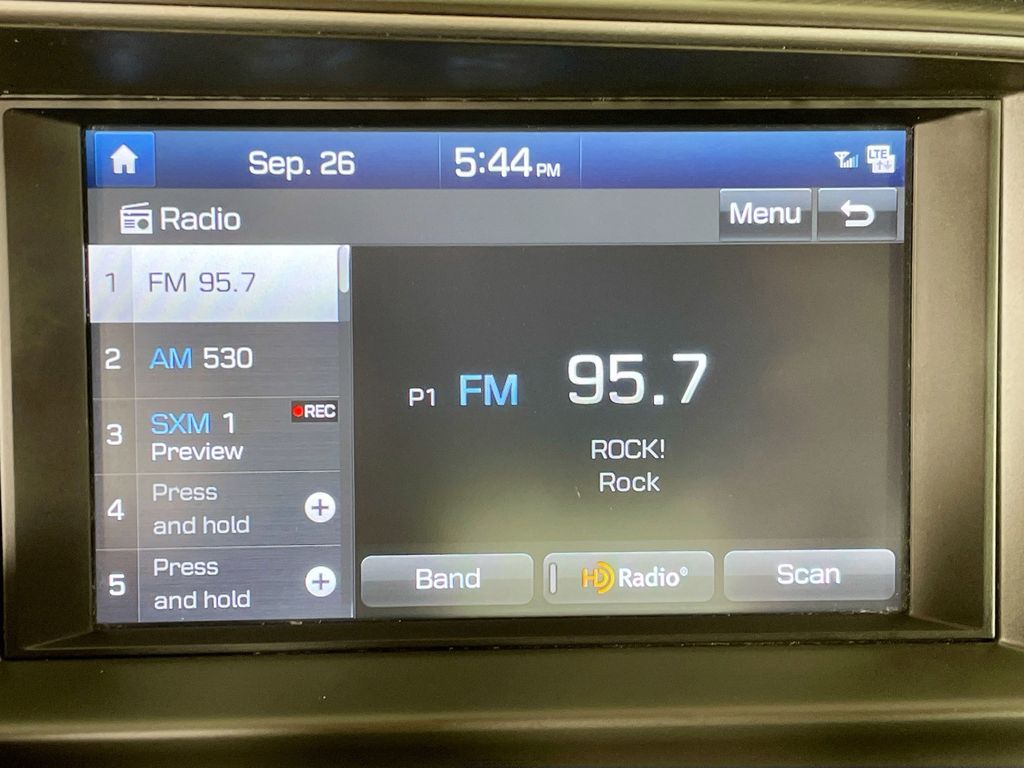 Sep. 26
5:44 PM
LTE
Radio
Menu
1 FM 95.7
2 AM 530
3 SXM 1
REC
Preview
4 Press
and hold
5 Press
and hold
P1 FM 95.7
ROCK!
Rock
Band
HD Radio®
Scan